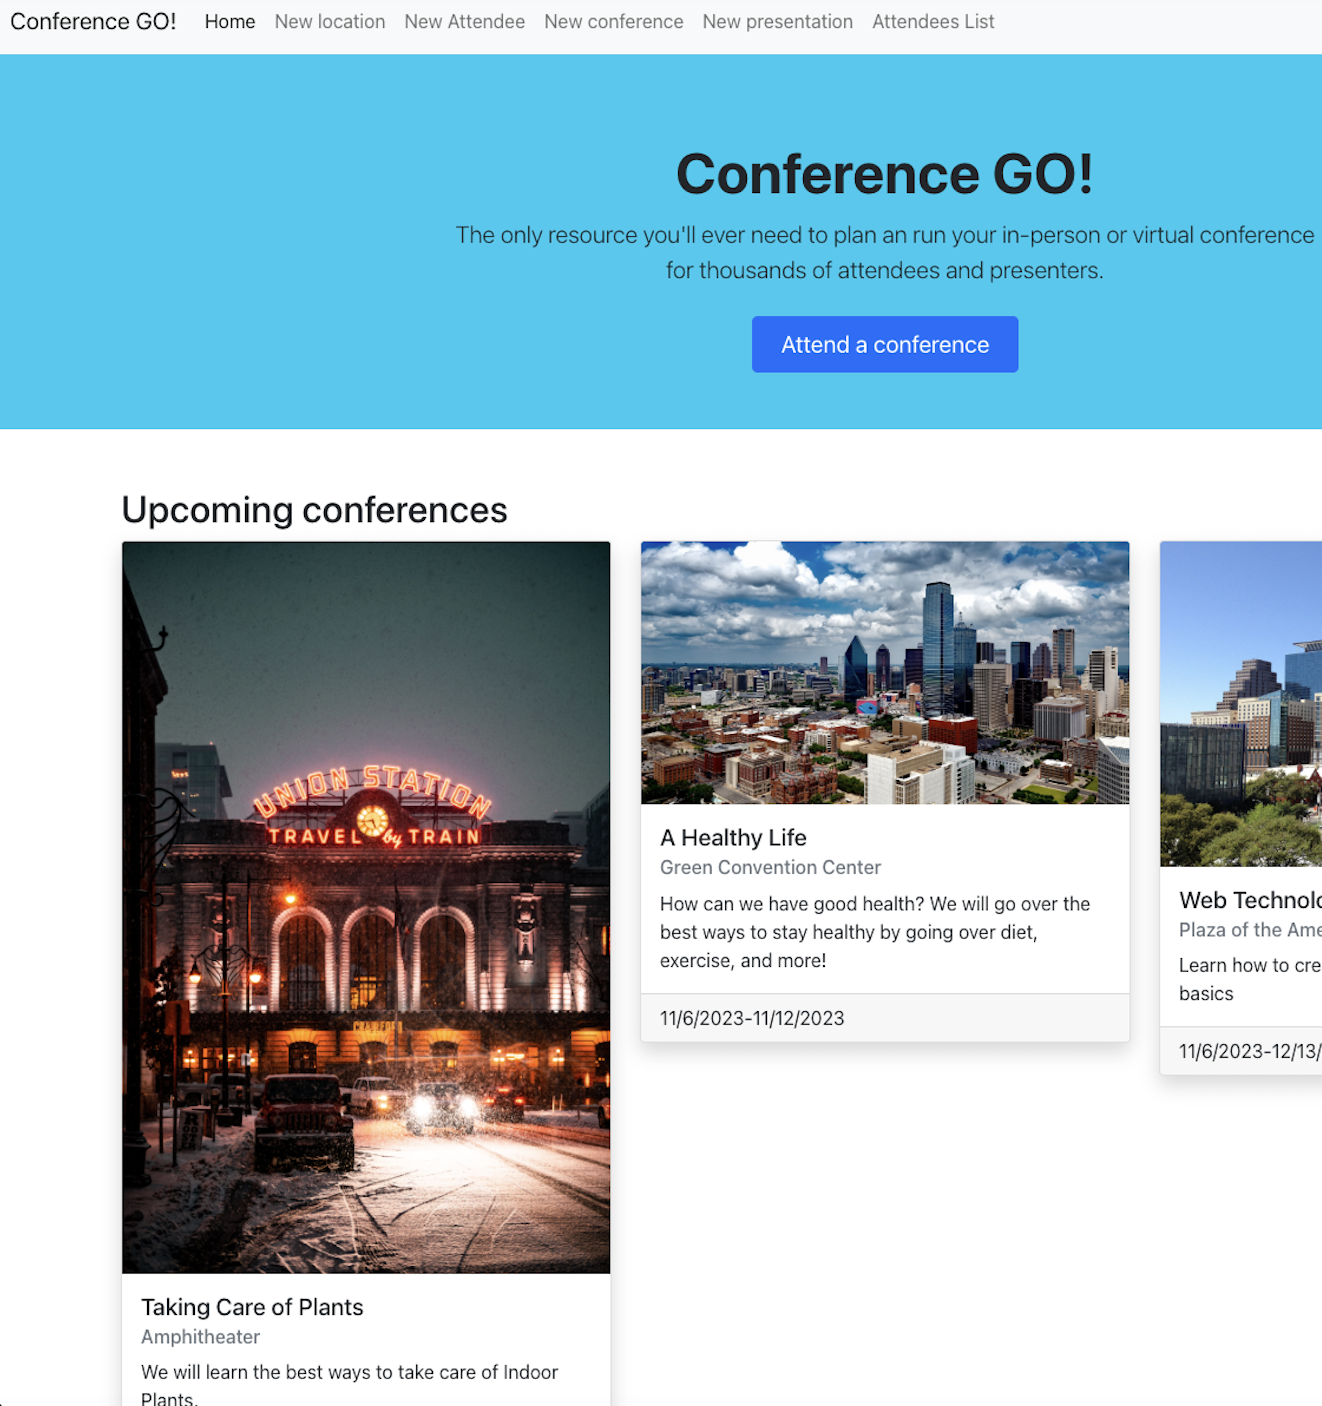 Conference GO! Home New location New Attendee New conference New presentation Attendees List
Conference GO!
The only resource you'll ever need to plan an run your in-person or virtual conference
for thousands of attendees and presenters.
Attend a conference
Upcoming conferences
UNION STATION
TRAVEL by TRAIN
CRAWFORD
Taking Care of Plants
Amphitheater
We will learn the best ways to take care of Indoor
Plants.
A Healthy Life
Green Convention Center
How can we have good health? We will go over the
best ways to stay healthy by going over diet,
exercise, and more!
11/6/2023-11/12/2023
Web Technolo
Plaza of the Ame
Learn how to cre
basics
11/6/2023-12/13/